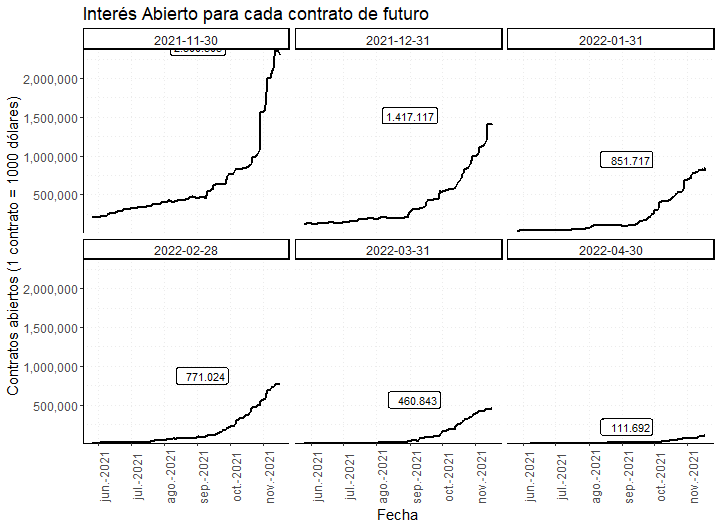 Interés Abierto para cada contrato de futuro
2021-11-30
2021-12-31
2022-01-31
Contratos abiertos (1 contrato = 1000 dólares)
2,000,000
1,500,000
1,000,000
500,000
1.417.117
851.717
2022-02-28
2022-03-31
2022-04-30
2,000,000
1,500,000
1,000,000
500,000
771.024
460.843
111.692
jun.-2021
jul.-2021
ago.-2021
sep.-2021
oct.-2021
nov.-2021
jun.-2021
jul.-2021
ago.-2021
sep.-2021
oct.-2021
nov.-2021
jun.-2021
jul.-2021
ago.-2021
sep.-2021
oct.-2021
nov.-2021
Fecha